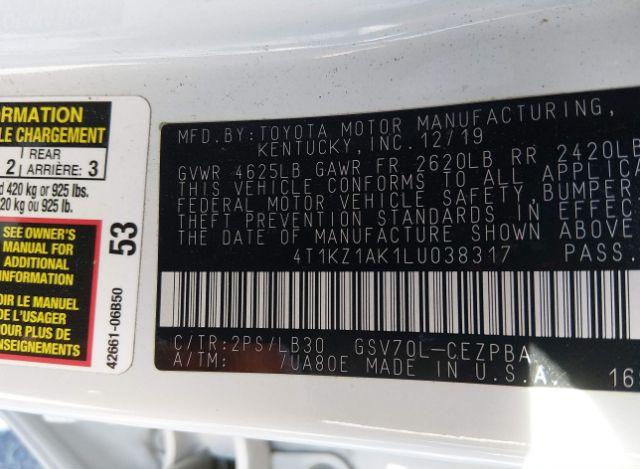 ORMATION
LE CHARGEMENT
2 REAR ARRIÈRE 3
d 420 kg or 925 lbs.
20 kg ou 925 lb.
SEE OWNER'S
MANUAL FOR
ADDITIONAL
INFORMATION
OIR LE MANUEL
DE L'USAGER
POUR PLUS DE
RENSEIGNEMENTS
53
42661-06B50
MFD.BY:TOYOTA MOTOR MANUFACTURING,
KENTUCKY, INC.12/19
GVWR 4625LB GAWR FR 2620LB RR 2420LB
THIS VEHICLE CONFORMS TO ALL APPLICA
FEDERAL MOTOR VEHICLE SAFETY,BUMPER
THEFT PREVENTION STANDARDS IN EFFEC
THE DATE OF MANUFACTURE SHOWN ABOVE
4T1KZ1AK1LU038317 PASS.
C/TR:2PS/LB30 GSV70L-CEZPBA
A/TM: /UA80E MADE IN U.S.A. 16